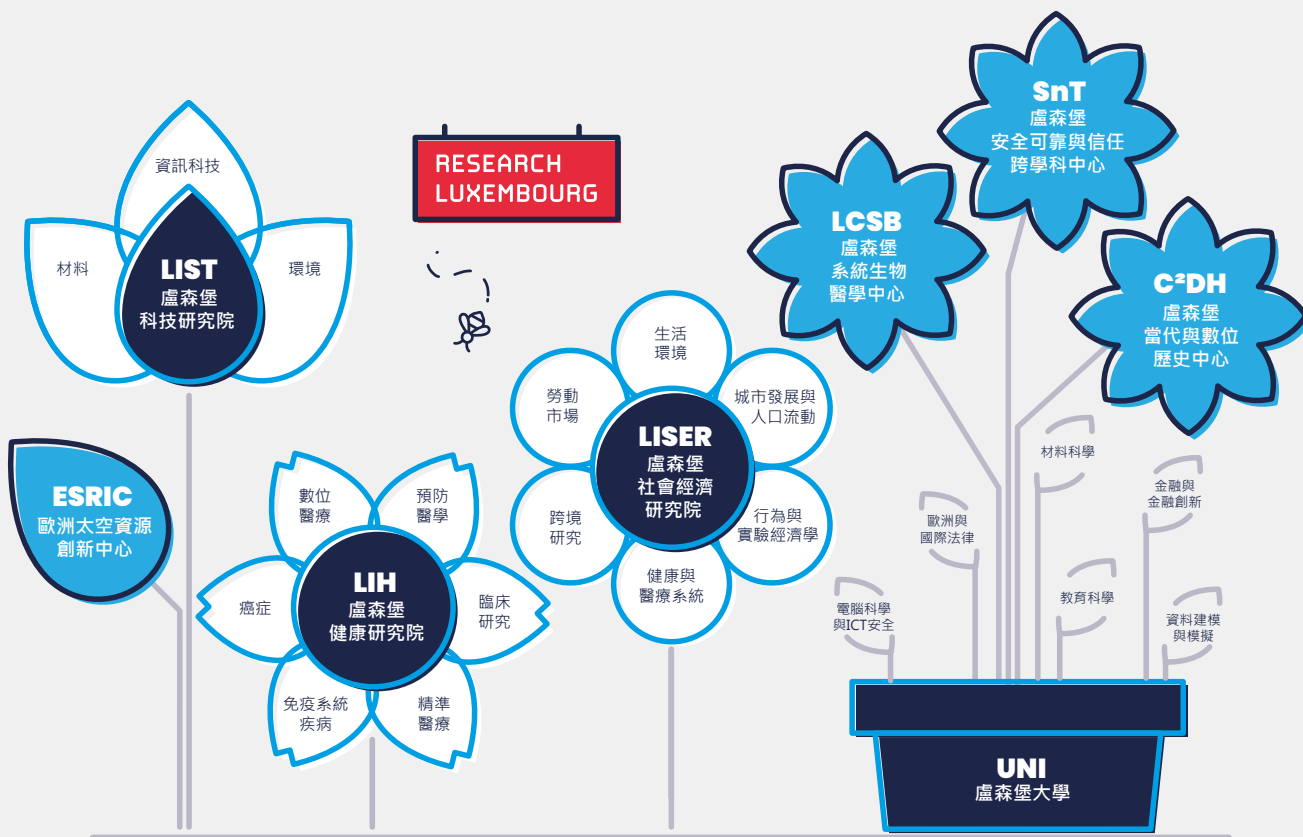 RESEARCH
LUXEMBOURG
資訊科技
材料
環境
LIST
盧森堡
科技研究院
ESRIC
歐洲太空資源
創新中心
數位
醫療
預防
醫學
癌症
臨床
研究
免疫系統
疾病
精準
醫療
LIH
盧森堡
健康研究院
生活
環境
勞動
市場
城市發展與
人口流動
跨境
研究
行為與
實驗經濟學
健康與
醫療系統
LISER
盧森堡
社會經濟
研究院
LCSB
盧森堡
系統生物
醫學中心
SnT
盧森堡
安全可靠與信任
跨學科中心
C²DH
盧森堡
當代與數位
歷史中心
材料科學
金融與
金融創新
歐洲與
國際法律
教育科學
電腦科學
與ICT安全
資料建模
與模擬
UNI
盧森堡大學